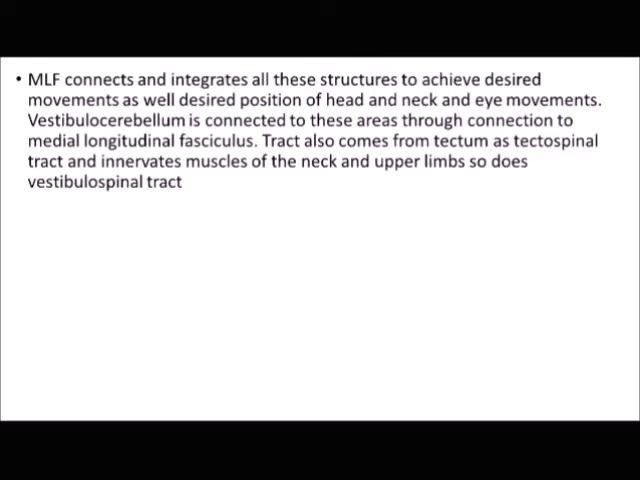 • MLF connects and integrates all these structures to achieve desired
movements as well desired position of head and neck and eye movements.
Vestibulocerebellum is connected to these areas through connection to
medial longitudinal fasciculus. Tract also comes from tectum as tectospinal
tract and innervates muscles of the neck and upper limbs so does
vestibulospinal tract